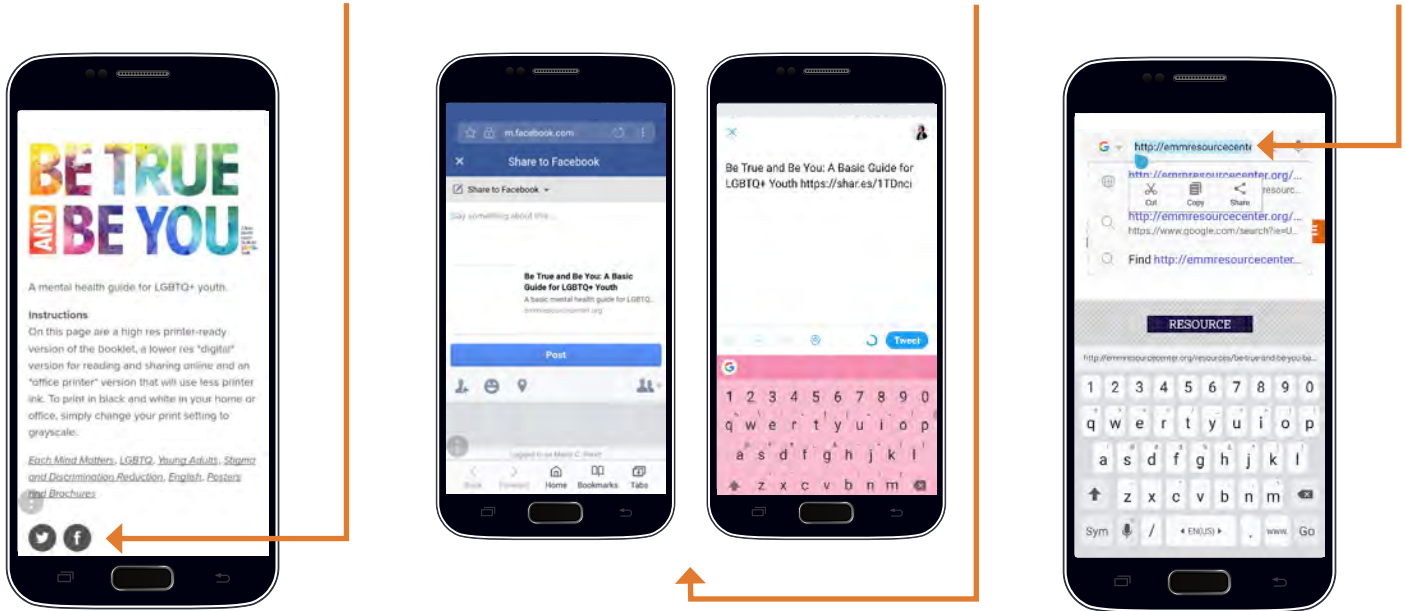 BE TRUE
AND BE YOU
A mental health guide for LGBTQ+ youth.
Instructions
On this page are a high res printer-ready
version of the booklet, a lower res "digital"
version for reading and sharing online and an
"office printer" version that will use less printer
ink. To print in black and white in your home or
office, simply change your print setting to
grayscale.
Each Mind Matters, LGBTQ, Young Adults, Stigma
and Discrimination Reduction, English, Posters
and Brochures
m.facebook.com
Share to Facebook
Share to Facebook
Say something about this...
Be True and Be You: A Basic
Guide for LGBTQ+ Youth
A basic mental health guide for LGBTQ...
emmresourcecenter.org
Post
Logged in as
Back Forward Home Bookmarks Tabs
Be True and Be You: A Basic Guide for
LGBTQ+ Youth https://shar.es/1TDnci
Tweet
G
1 2 3 4 5 6 7 8 9 0
q w e r t y u i o p
a s d f g h j k l
z x c v b n m
G http://emmresourcecente
http://emmresourcecenter.org/...
resourc...
Cut Copy Share
http://emmresourcecenter.org/...
https://www.google.com/search?ie=U...
Find http://emmresourcecenter...
RESOURCE
http://emmresourcecenter.org/resources/be-true-and-be-you-ba...
1 2 3 4 5 6 7 8 9 0
q w e r t y u i o p
a s d f g h j k l
z x c v b n m
Sym / EN(US) . www. Go